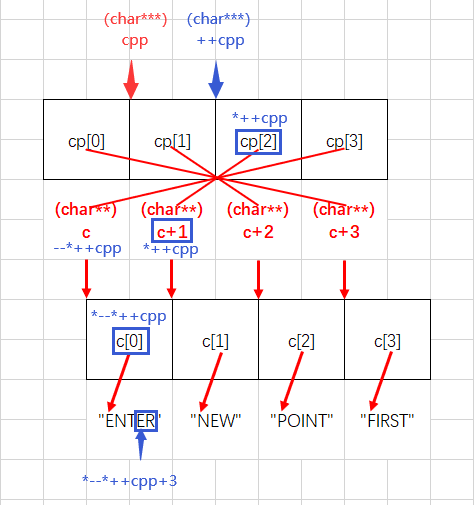 (char***) (char***)
cpp ++cpp
*++cpp
cp[0] cp[1] cp[2] cp[3]
(char**) (char**) (char**) (char**)
c c+1 c+2 c+3
--*++cpp *++cpp
*--*++cpp
c[0] c[1] c[2] c[3]
"ENTER" "NEW" "POINT" "FIRST"
*--*++cpp+3